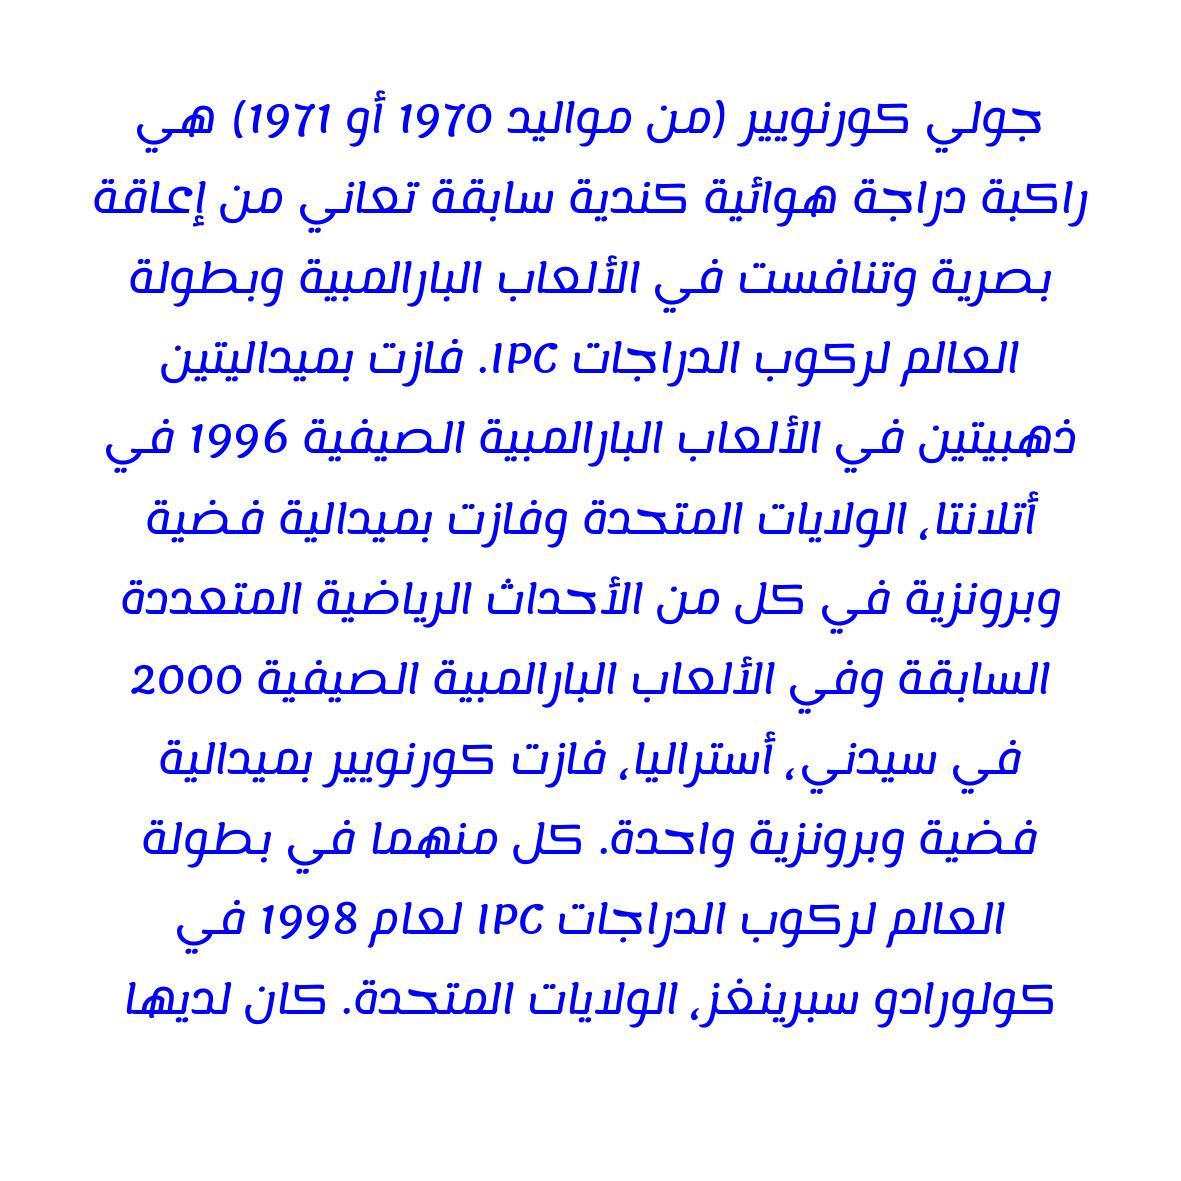 جولي كورنويير (من مواليد 1970 أو 1971) هي
راكبة دراجة هوائية كندية سابقة تعاني من إعاقة
بصرية وتنافست في الألعاب البارالمبية وبطولة
العالم لركوب الدراجات IPC. فازت بميداليتين
ذهبيتين في الألعاب البارالمبية الصيفية 1996 في
أتلانتا، الولايات المتحدة وفازت بميدالية فضية
وبرونزية في كل من الأحداث الرياضية المتعددة
السابقة وفي الألعاب البارالمبية الصيفية 2000
في سيدني، أستراليا، فازت كورنويير بميدالية
فضية وبرونزية واحدة. كل منهما في بطولة
العالم لركوب الدراجات IPC لعام 1998 في
كولورادو سبرينغز، الولايات المتحدة. كان لديها